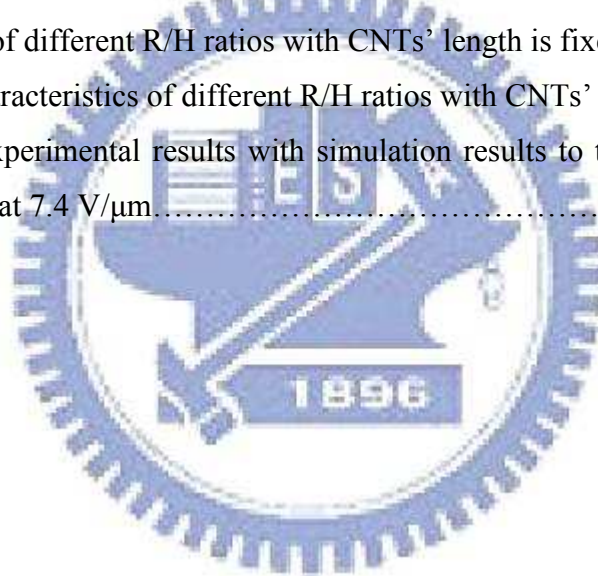 of different R/H ratios with CNTs’ length is fixe
racteristics of different R/H ratios with CNTs’
xperimental results with simulation results to t
at 7.4 V/μm……………………………………
E S
1896